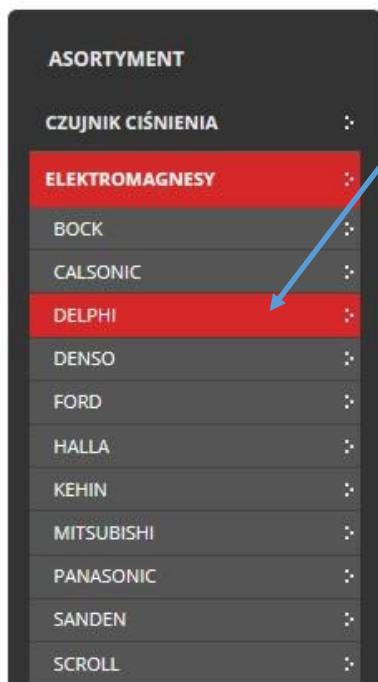 ASORTYMENT
CZUJNIK CIŚNIENIA
ELEKTROMAGNESY
BOCK
CALSONIC
DELPHI
DENSO
FORD
HALLA
KEHIN
MITSUBISHI
PANASONIC
SANDEN
SCROLL